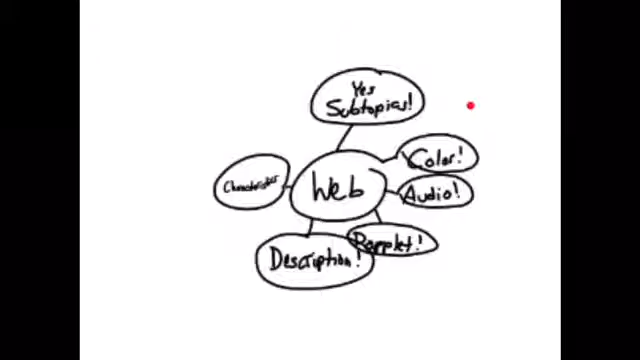 Yes
Subtopics!
Color!
Web
Audio!
Popplet!
Description!